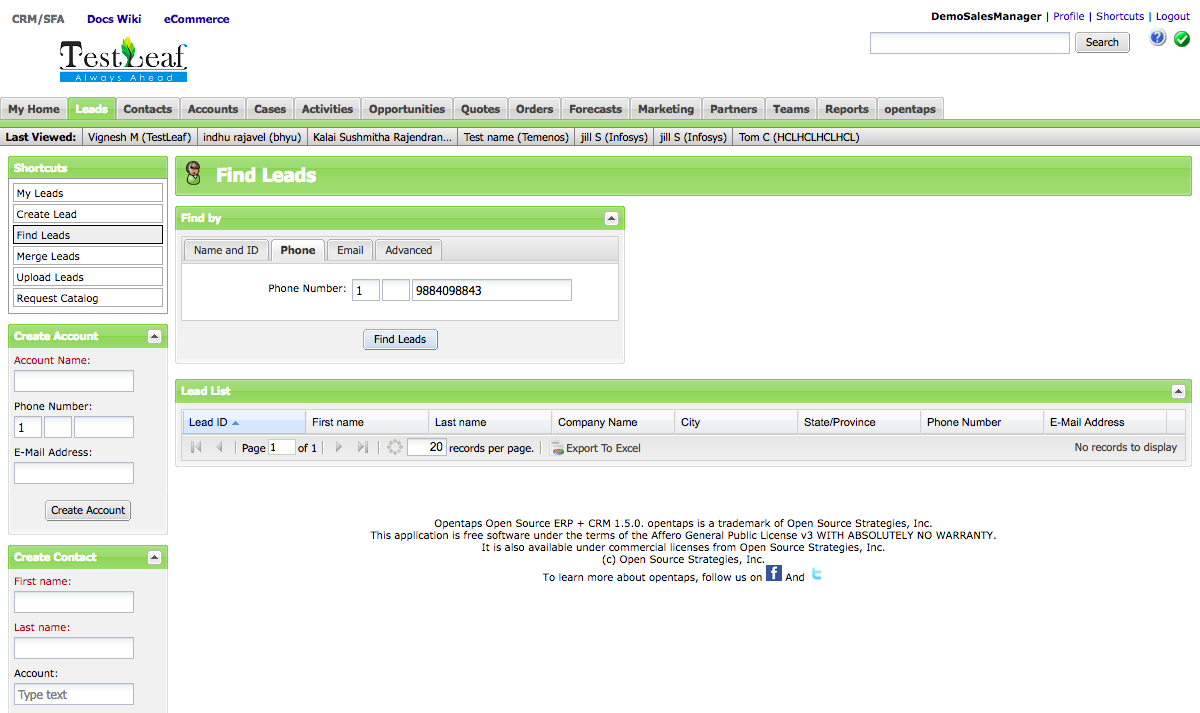 CRM/SFA Docs Wiki eCommerce
DemoSalesManager | Profile | Shortcuts | Logout
TestLeaf
Always Ahead
Search
My Home Leads Contacts Accounts Cases Activities Opportunities Quotes Orders Forecasts Marketing Partners Teams Reports opentaps
Last Viewed: Vignesh M (TestLeaf) indhu rajavel (bhyu) Kalai Sushmitha Rajendran... Test name (Temenos) jill S (Infosys) jill S (Infosys) Tom C (HCLHCLHCLHCL)
Shortcuts
My Leads
Create Lead
Find Leads
Merge Leads
Upload Leads
Request Catalog
Create Account
Account Name:
Phone Number:
1
E-Mail Address:
Create Account
Create Contact
First name:
Last name:
Account:
Type text
Find Leads
Find by
Name and ID Phone Email Advanced
Phone Number: 1 9884098843
Find Leads
Lead List
Lead ID First name Last name Company Name City State/Province Phone Number E-Mail Address
Page 1 of 1 20 records per page. Export To Excel No records to display
Opentaps Open Source ERP + CRM 1.5.0. opentaps is a trademark of Open Source Strategies, Inc.
This application is free software under the terms of the Affero General Public License v3 WITH ABSOLUTELY NO WARRANTY.
It is also available under commercial licenses from Open Source Strategies, Inc.
(c) Open Source Strategies, Inc.
To learn more about opentaps, follow us on f And t